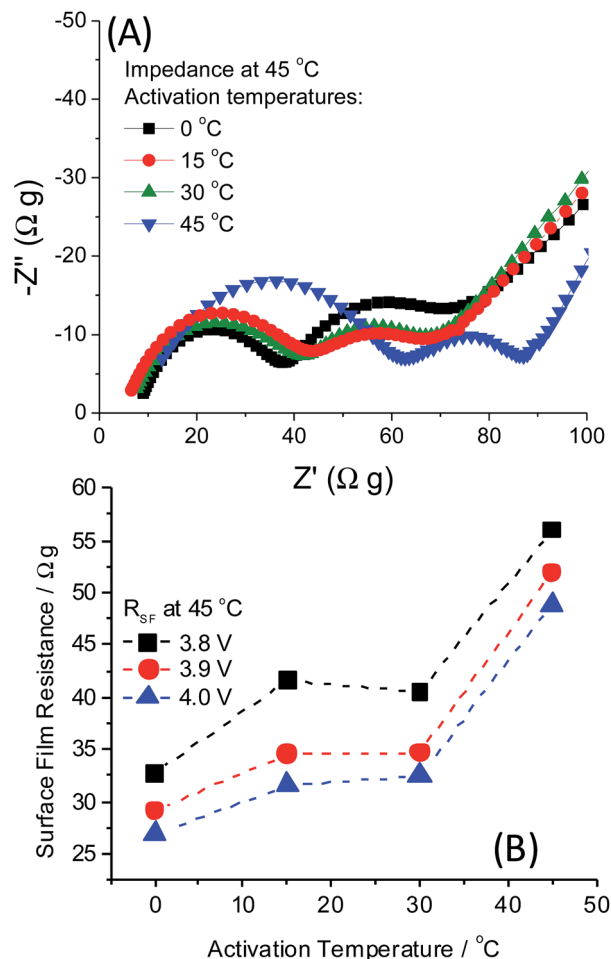 (A)
Impedance at 45 °C
Activation temperatures:
0 °C
15 °C
30 °C
45 °C
-Z" (Ω g)
-50
-40
-30
-20
-10
0
0 20 40 60 80 100
Z' (Ω g)
60
55
50
45
40
35
30
25
Surface Film Resistance / Ω g
R_SF at 45 °C
3.8 V
3.9 V
4.0 V
(B)
0 10 20 30 40 50
Activation Temperature / °C